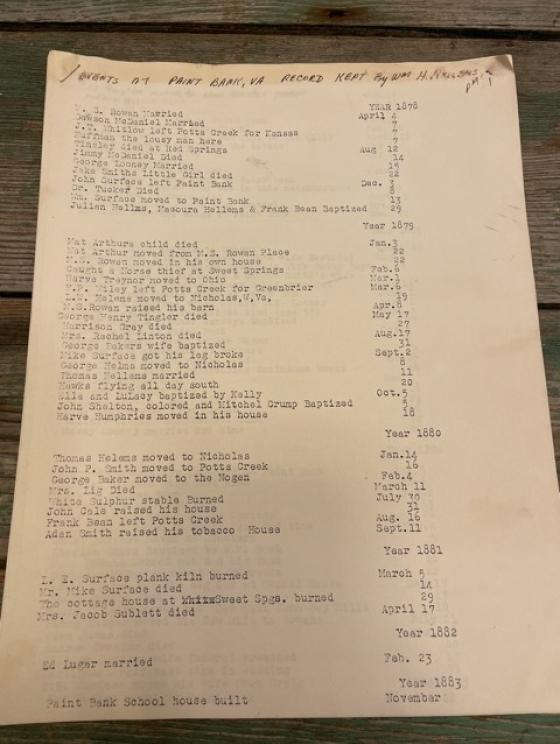 EVENTS AT PAINT BANK, VA RECORD KEPT By WM H.
YEAR 1878
Rowan Married April 4
Dawson McDaniel Married 7
J.T. Whitlow left Potts Creek for Kansas 7
Huffman the lousy man here 7
Tingley died at Red Springs Aug 12
Jimmy McDaniel Died 14
George Looney Married 15
Jake Smiths Little Girl died 22
John Surface left Paint Bank Dec. 3
Dr. Tucker Died 8
Wm. Surface moved to Paint Bank 13
Julian Hellms, Macoura Hellems & Frank Bean Baptized 29
Year 1879
Mat Arthurs child died Jan.3
Mat Arthur moved from M.S. Rowan Place 22
M.S. Rowan moved in his own house 22
Caught a Horse thief at Sweet Springs Feb.6
Harve Traynor moved to Ohio Mar.1
Wiley left Potts Creek for Greenbrier Mar.6
L.W. Helems moved to Nicholas,W,Va, 19
M.S.Rowan raised his barn Apr.8
George Henry Tingler died May 17
Harrison Gray died 27
Mrs. Rachel Linton died Aug.17
George Bakers wife baptized 31
Mike Surface got his leg broke Sept.2
George Helms moved to Nicholas 8
Thomas Hellems married 11
Hawks flying all day south 20
Ella and LuLacy baptized by Kelly Oct.5
John Shelton, colored and Mitchel Crump Baptized 5
Harve Humphries moved in his house 18
Year 1880
Thomas Helems moved to Nicholas Jan.14
John P. Smith moved to Potts Creek 16
George Baker moved to the Nogen Feb.4
Mrs. Zig Died March 11
White Sulphur stable Burned July 30
John Cale raised his house 31
Frank Bean left Potts Creek Aug. 16
Aden Smith raised his tobacco House Sept.11
Year 1881
L. E. Surface plank kiln burned March 5
Mr. Mike Surface died 14
The cottage house at Sweet Spgs. burned 29
Mrs. Jacob Sublett died April 17
Year 1882
Ed Lugar married Feb. 23
Year 1883
Paint Bank School house built November